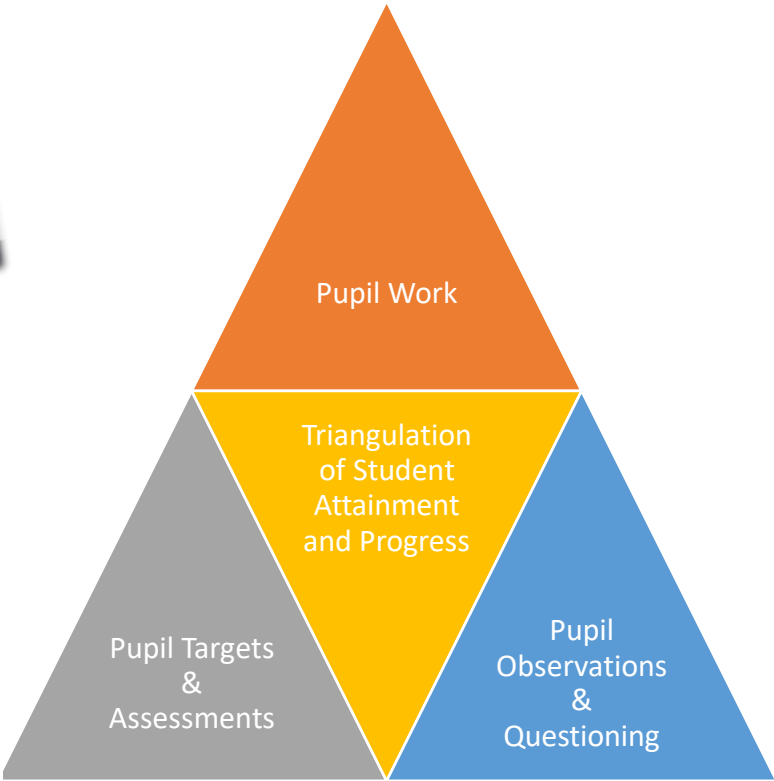 Pupil Work
Triangulation
of Student
Attainment
and Progress
Pupil Targets
&
Assessments
Pupil
Observations
&
Questioning